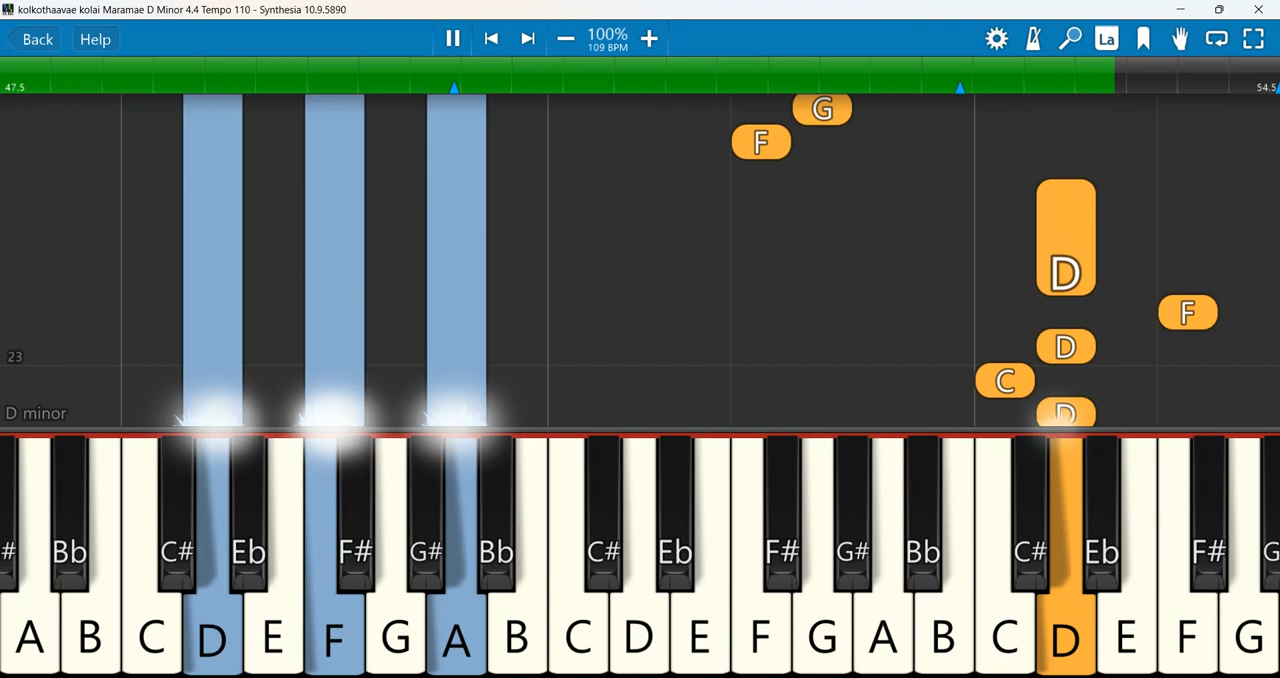 kolkothaavae kolai Maramae D Minor 4.4 Tempo 110 - Synthesia 10.9.5890
Back Help 100% La
109 BPM
47.5 54.5
G
F
D
F
D
23
C
D minor D
# Bb C# Eb F# G# Bb C# Eb F# G# Bb C# Eb F# G
A B C D E F G A B C D E F G A B C D E F G